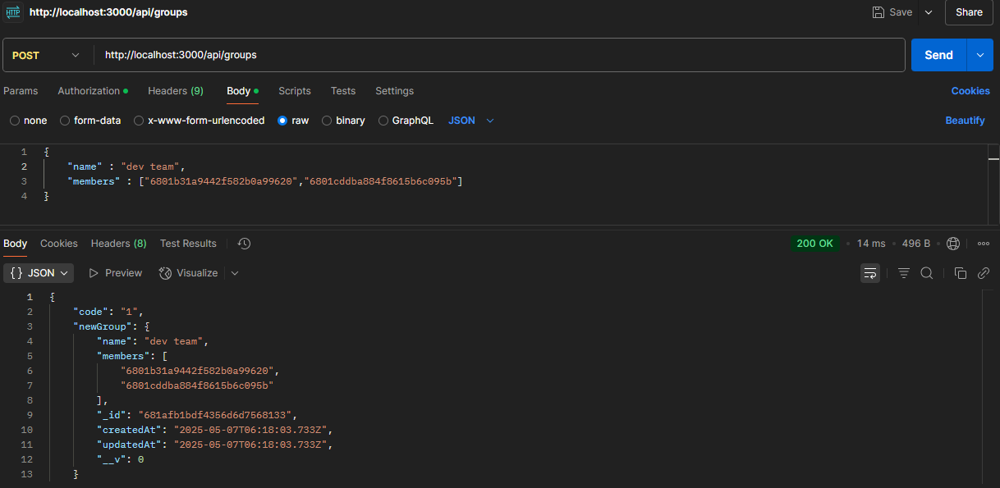 HTTP http://localhost:3000/api/groups Save Share
POST http://localhost:3000/api/groups Send
Params Authorization Headers (9) Body Scripts Tests Settings Cookies
none form-data x-www-form-urlencoded raw binary GraphQL JSON Beautify
1 {
2 "name" : "dev team",
3 "members" : ["6801b31a9442f582b0a99620","6801cddba884f8615b6c095b"]
4 }
Body Cookies Headers (8) Test Results 200 OK • 14 ms • 496 B •
{} JSON Preview Visualize
1 {
2 "code": "1",
3 "newGroup": {
4 "name": "dev team",
5 "members": [
6 "6801b31a9442f582b0a99620",
7 "6801cddba884f8615b6c095b"
8 ],
9 "_id": "681afb1bdf4356d6d7568133",
10 "createdAt": "2025-05-07T06:18:03.733Z",
11 "updatedAt": "2025-05-07T06:18:03.733Z",
12 "__v": 0
13 }